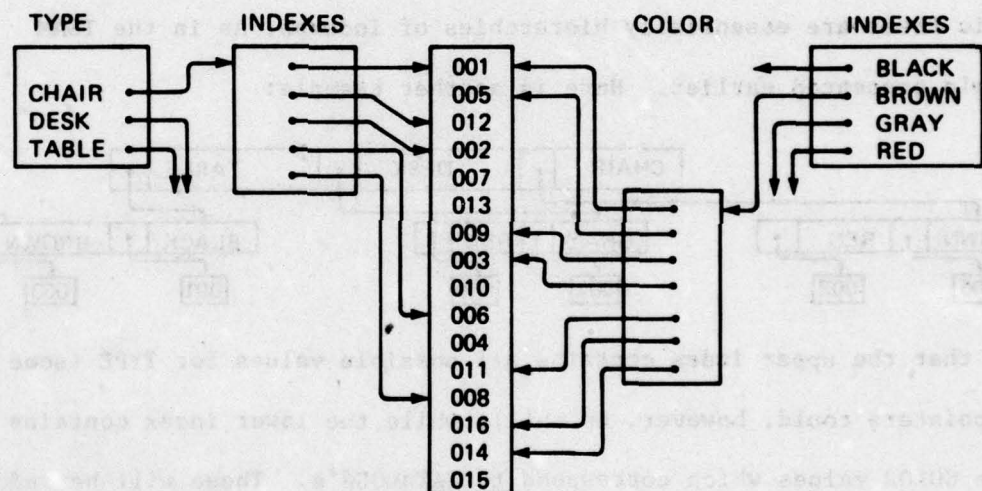 TYPE INDEXES COLOR INDEXES
CHAIR
DESK
TABLE
001
005
012
002
007
013
009
003
010
006
004
011
008
016
014
015
BLACK
BROWN
GRAY
RED